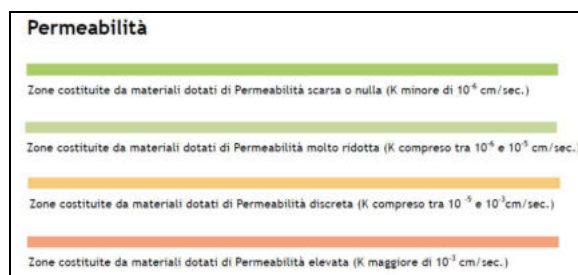 Permeabilità
Zone costituite da materiali dotati di Permeabilità scarsa o nulla (K minore di 10⁻⁶ cm/sec.)
Zone costituite da materiali dotati di Permeabilità molto ridotta (K compreso tra 10⁻⁶ e 10⁻⁵ cm/sec.)
Zone costituite da materiali dotati di Permeabilità discreta (K compreso tra 10 ⁻⁵ e 10⁻³cm/sec.)
Zone costituite da materiali dotati di Permeabilità elevata (K maggiore di 10⁻³ cm/sec.)